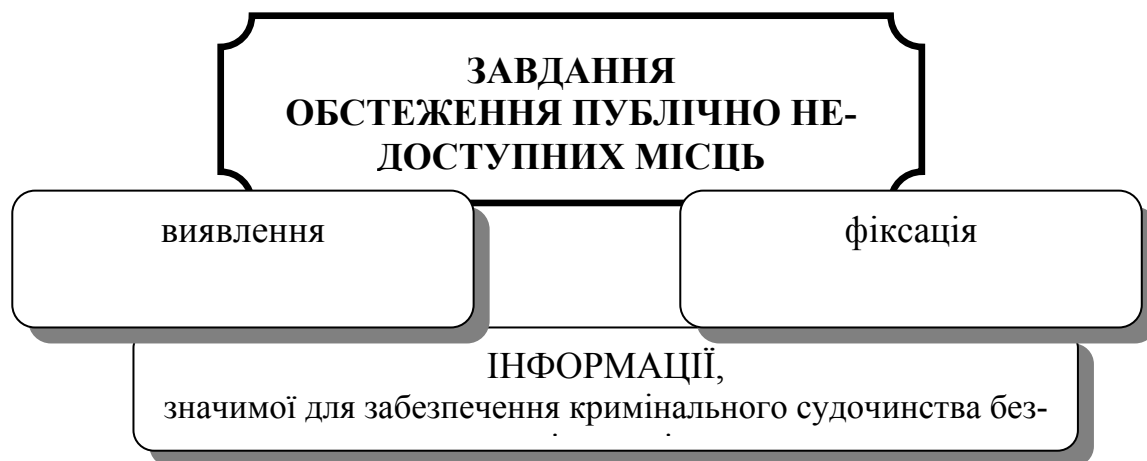 ЗАВДАННЯ
ОБСТЕЖЕННЯ ПУБЛІЧНО НЕ-
ДОСТУПНИХ МІСЦЬ
виявлення фіксація
ІНФОРМАЦІЇ,
значимої для забезпечення кримінального судочинства без-